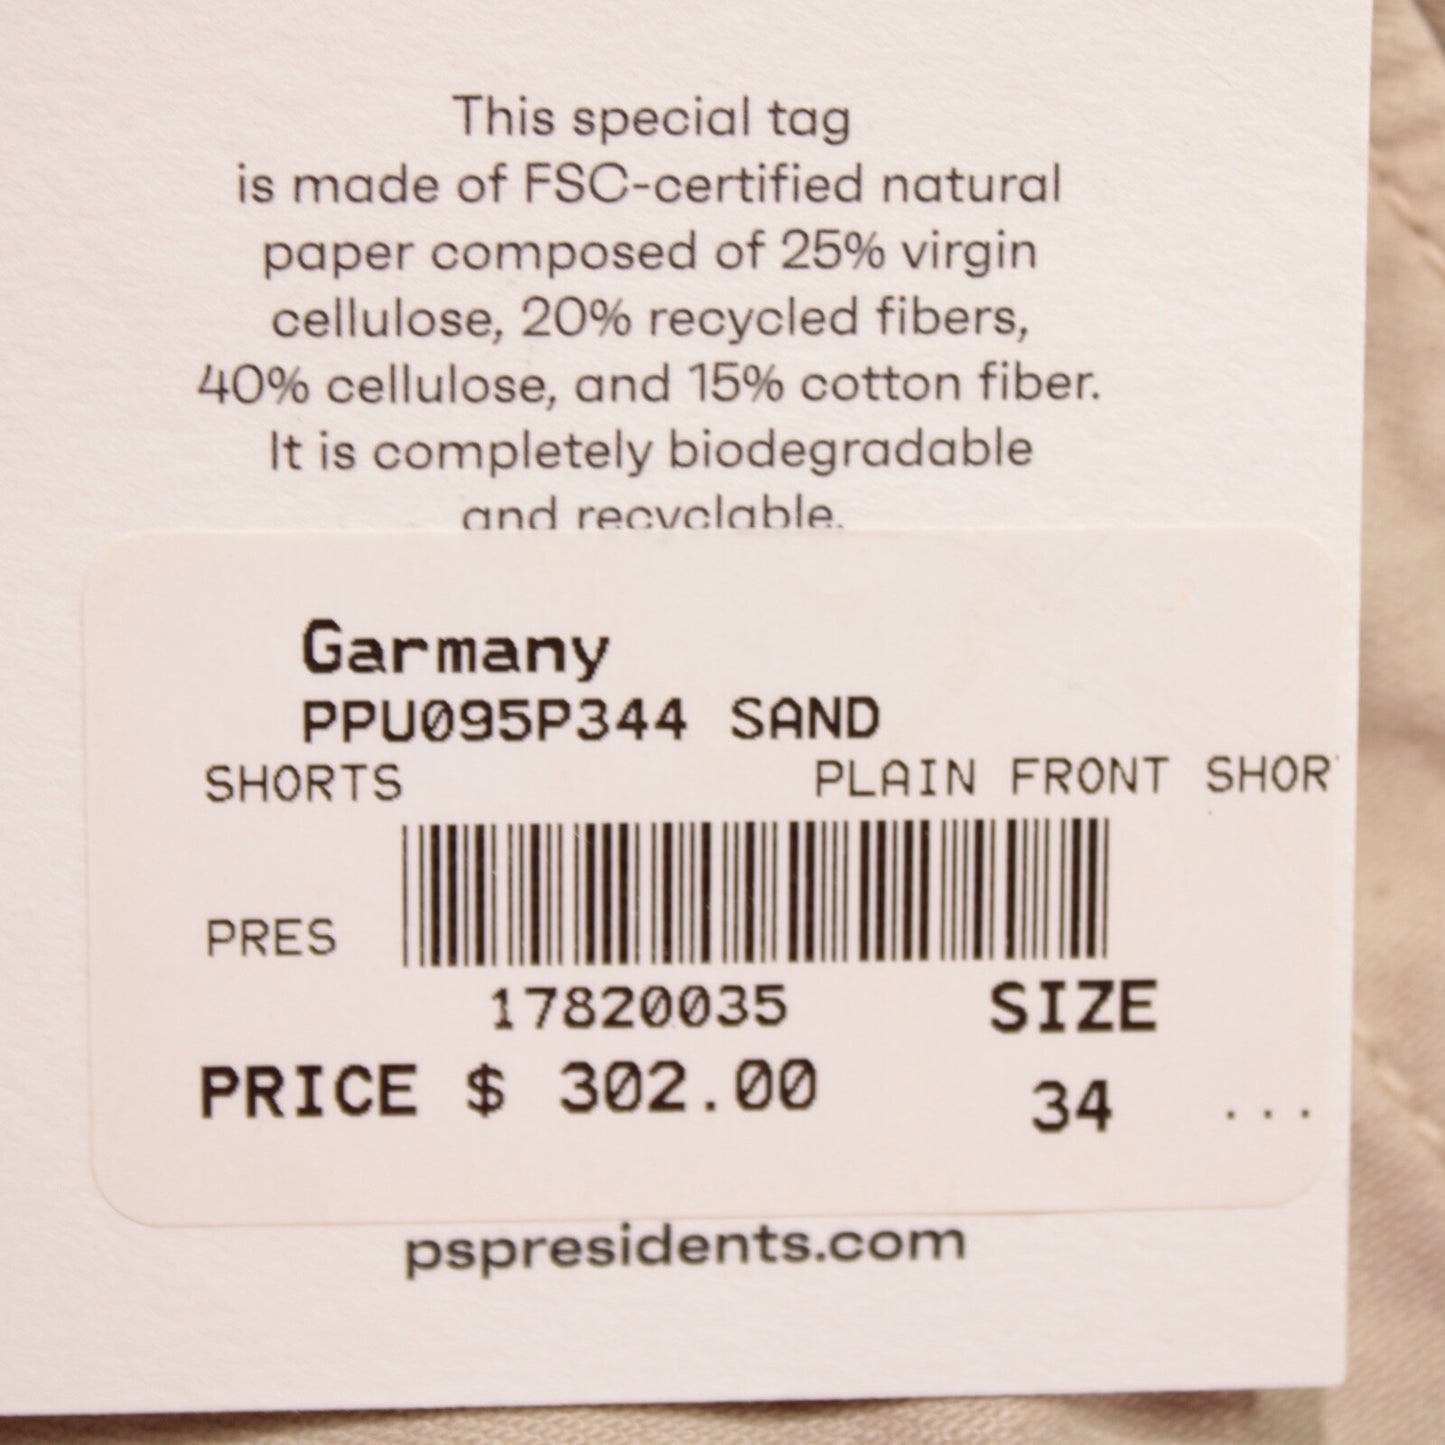 This special tag
is made of FSC-certified natural
paper composed of 25% virgin
cellulose, 20% recycled fibers,
40% cellulose, and 15% cotton fiber.
It is completely biodegradable
and recyclable.
Garmany
PPU095P344 SAND
SHORTS PLAIN FRONT SHOR
PRES
17820035 SIZE
PRICE $ 302.00 34 ...
pspresidents.com